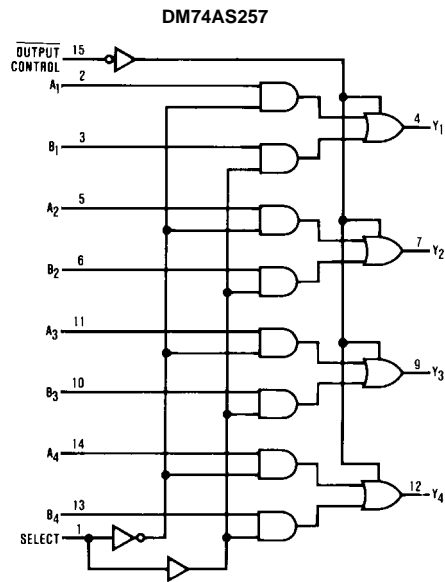 DM74AS257
OUTPUT CONTROL 15
A1 2
4 Y1
B1 3
A2 5
7 Y2
B2 6
A3 11
9 Y3
B3 10
A4 14
12 Y4
B4 13
SELECT 1